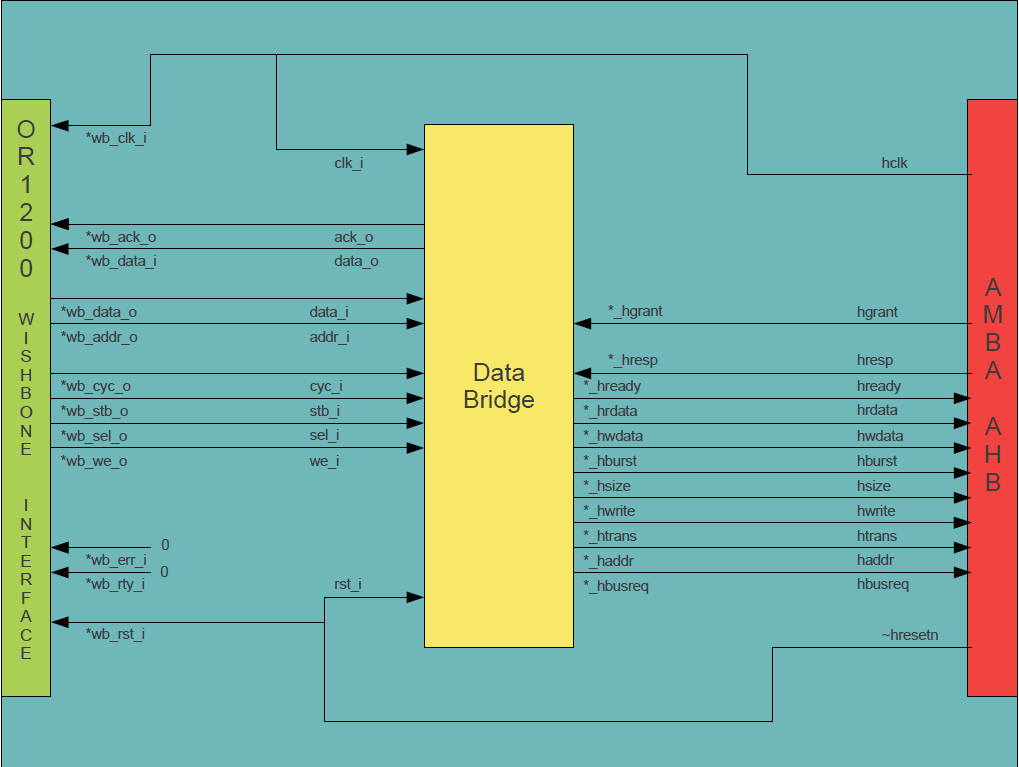 OR1200 WISHBONE INTERFACE
*wb_clk_i
clk_i
hclk
*wb_ack_o ack_o
*wb_data_i data_o
*wb_data_o data_i
*wb_addr_o addr_i
*wb_cyc_o cyc_i
*wb_stb_o stb_i
*wb_sel_o sel_i
*wb_we_o we_i
0
*wb_err_i
0
*wb_rty_i
rst_i
*wb_rst_i
Data
Bridge
*_hgrant hgrant
*_hresp hresp
*_hready hready
*_hrdata hrdata
*_hwdata hwdata
*_hburst hburst
*_hsize hsize
*_hwrite hwrite
*_htrans htrans
*_haddr haddr
*_hbusreq hbusreq
~hresetn
AMBA AHB